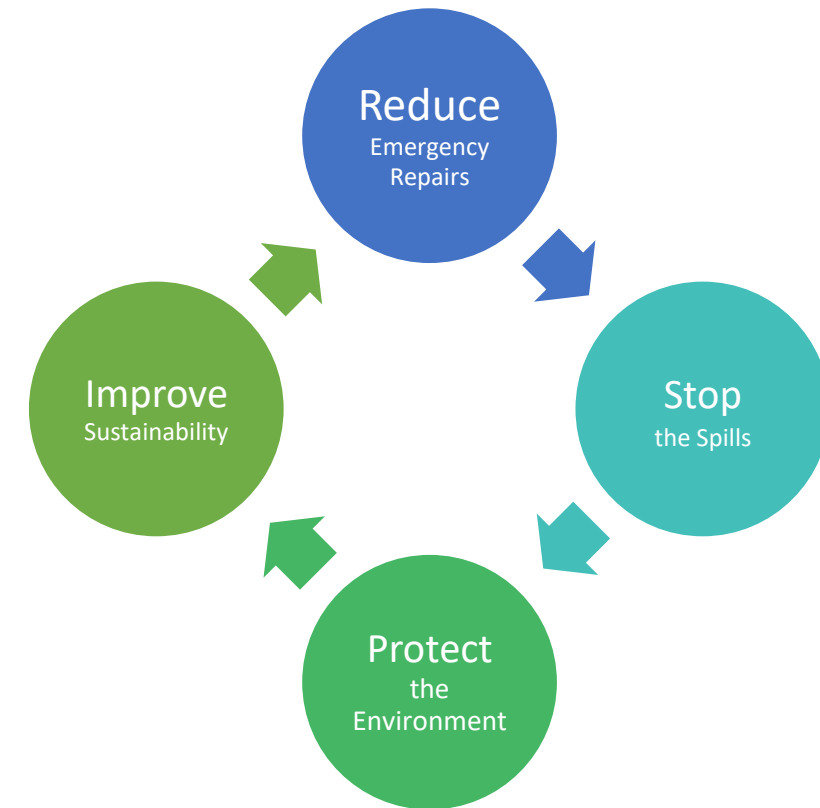 Reduce
Emergency
Repairs
Stop
the Spills
Protect
the
Environment
Improve
Sustainability